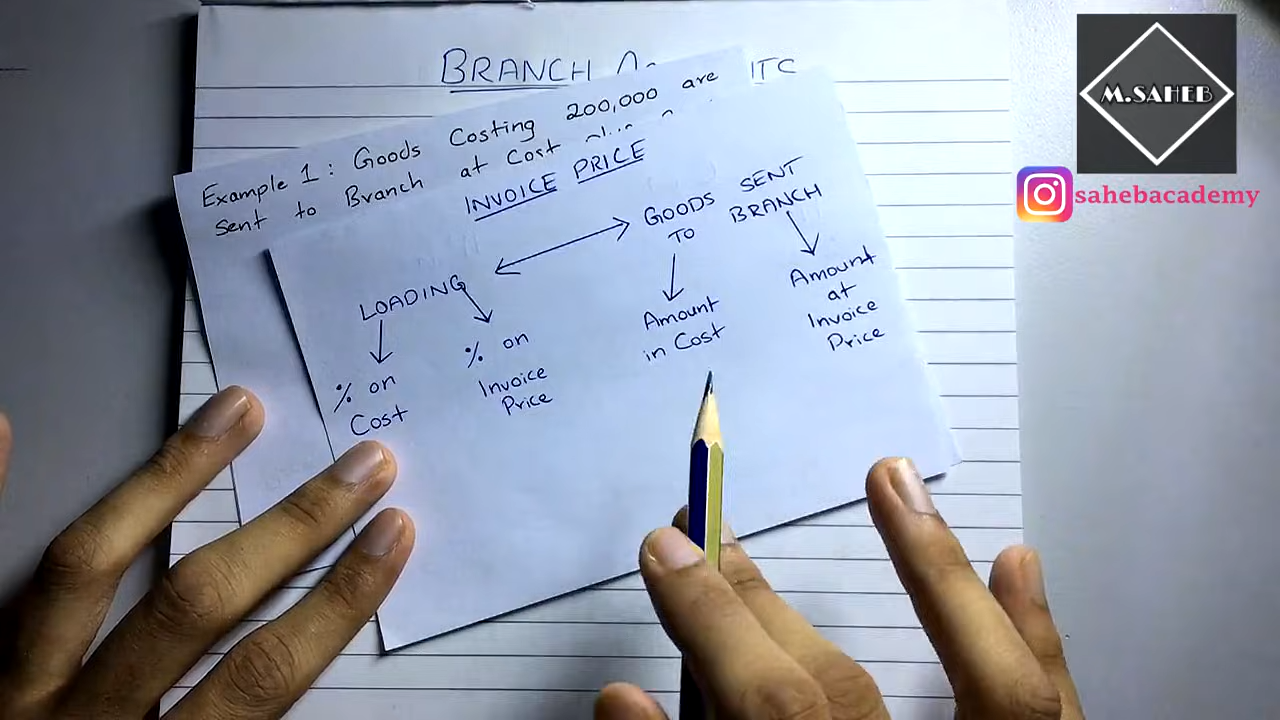 BRANCH
Example 1: Goods Costing 200,000 are
sent to Branch at Cost
INVOICE PRICE
LOADING
% on
Cost
% on
Invoice
Price
GOODS SENT
TO BRANCH
Amount
in Cost
Amount
at
Invoice
Price
M.SAHEB
sahebacademy